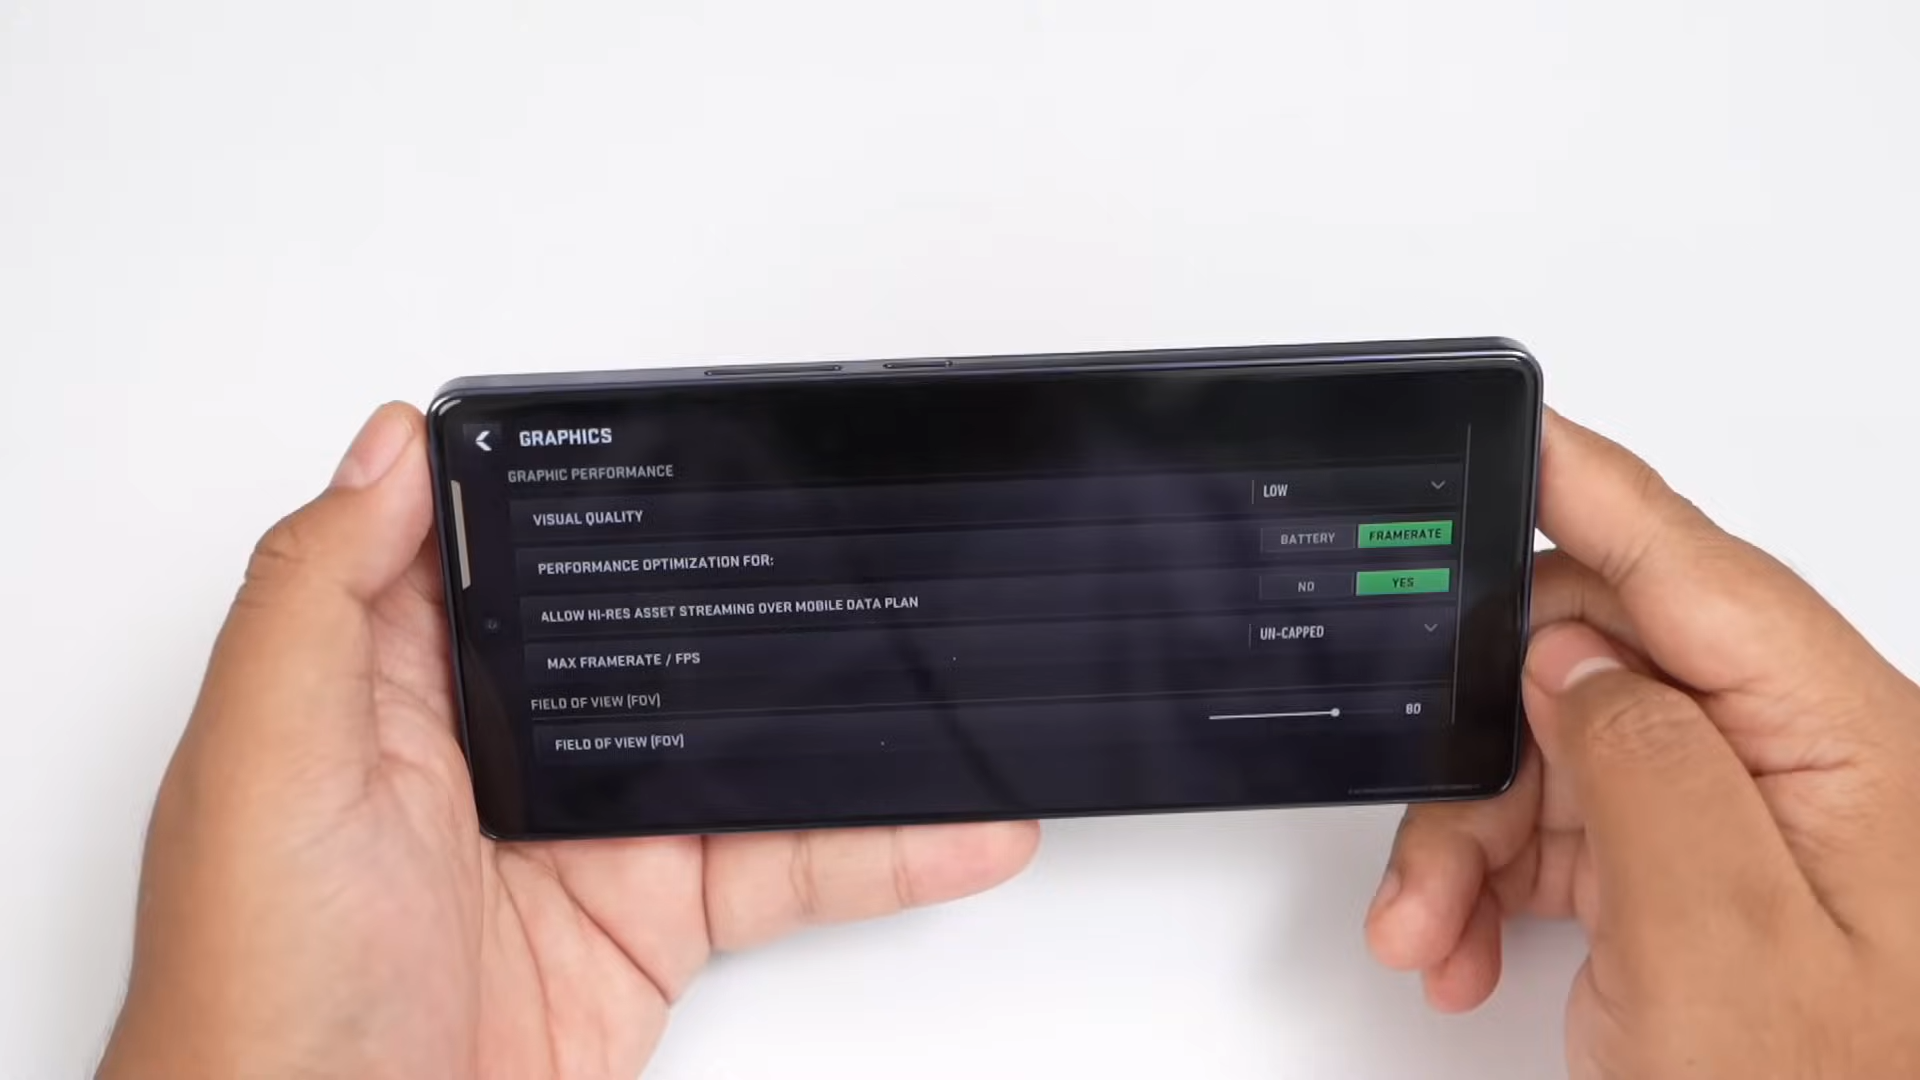 GRAPHICS
GRAPHIC PERFORMANCE
VISUAL QUALITY LOW
PERFORMANCE OPTIMIZATION FOR: BATTERY FRAMERATE
ALLOW HI-RES ASSET STREAMING OVER MOBILE DATA PLAN NO YES
MAX FRAMERATE / FPS UN-CAPPED
FIELD OF VIEW (FOV)
FIELD OF VIEW (FOV) 80